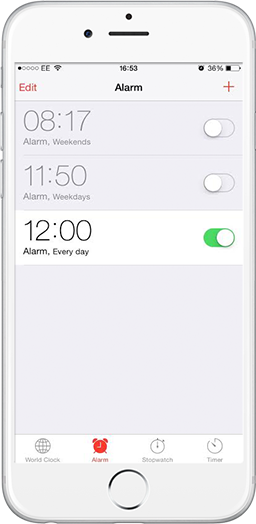 EE 16:53 36%
Edit Alarm +
08:17
Alarm, Weekends
11:50
Alarm, Weekdays
12:00
Alarm, Every day
World Clock Alarm Stopwatch Timer